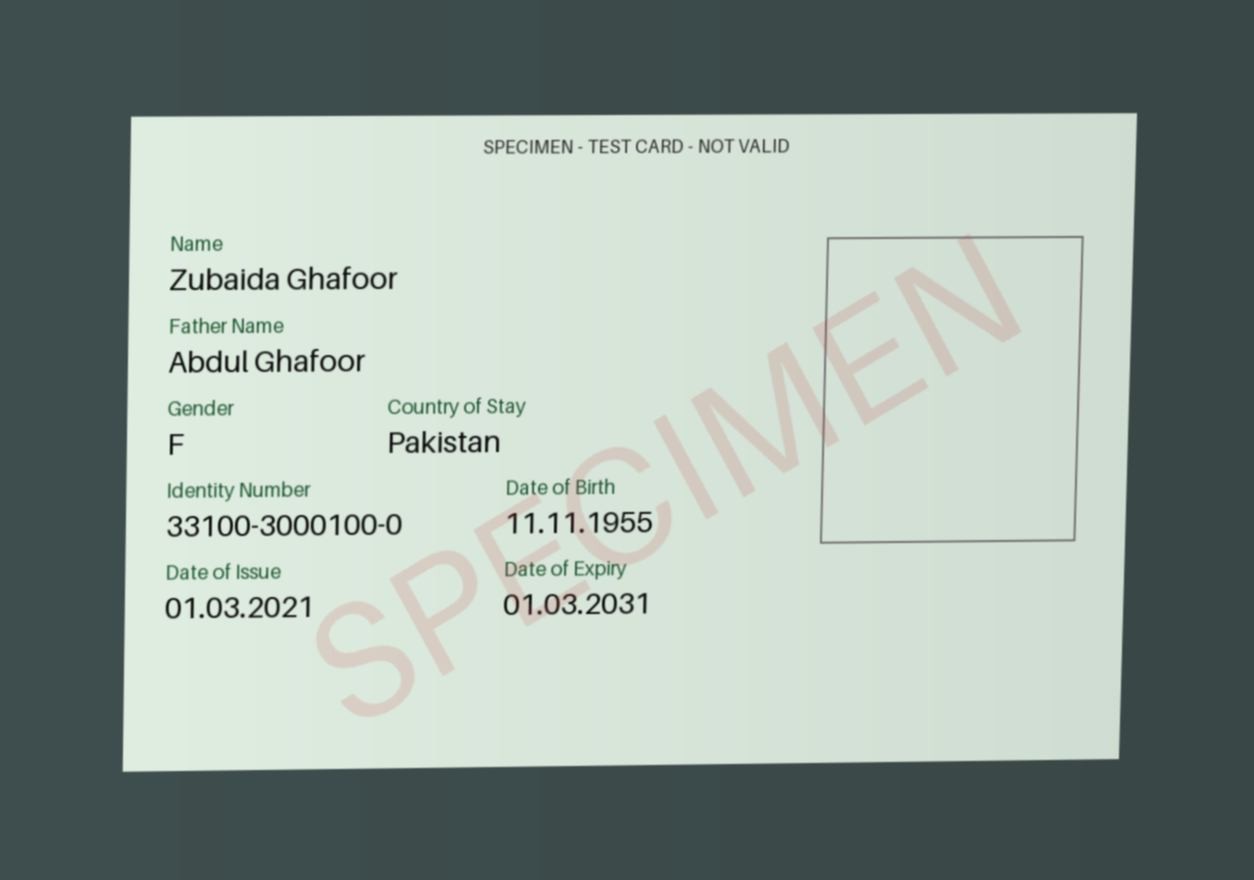 SPECIMEN - TEST CARD - NOT VALID
Name
Zubaida Ghafoor
Father Name
Abdul Ghafoor
Gender Country of Stay
F Pakistan
Identity Number Date of Birth
33100-3000100-0 11.11.1955
Date of Issue Date of Expiry
01.03.2021 01.03.2031
SPECIMEN